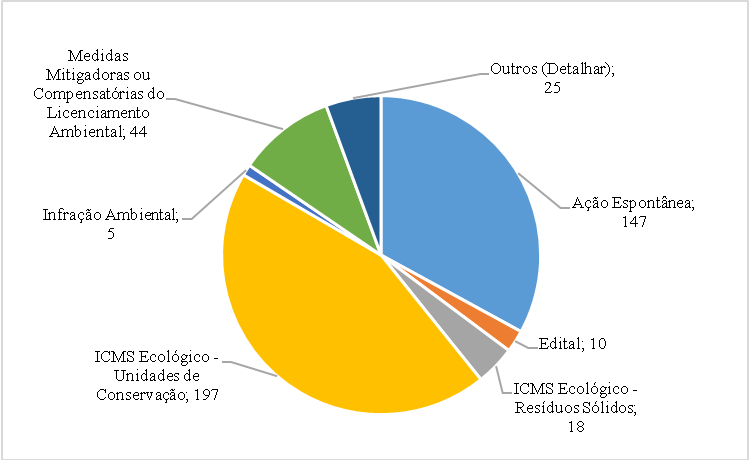 Medidas
Mitigadoras ou
Compensatórias do
Licenciamento
Ambiental; 44
Outros (Detalhar);
25
Ação Espontânea;
147
Infração Ambiental;
5
Edital; 10
ICMS Ecológico -
Unidades de
Conservação; 197
ICMS Ecológico -
Resíduos Sólidos;
18